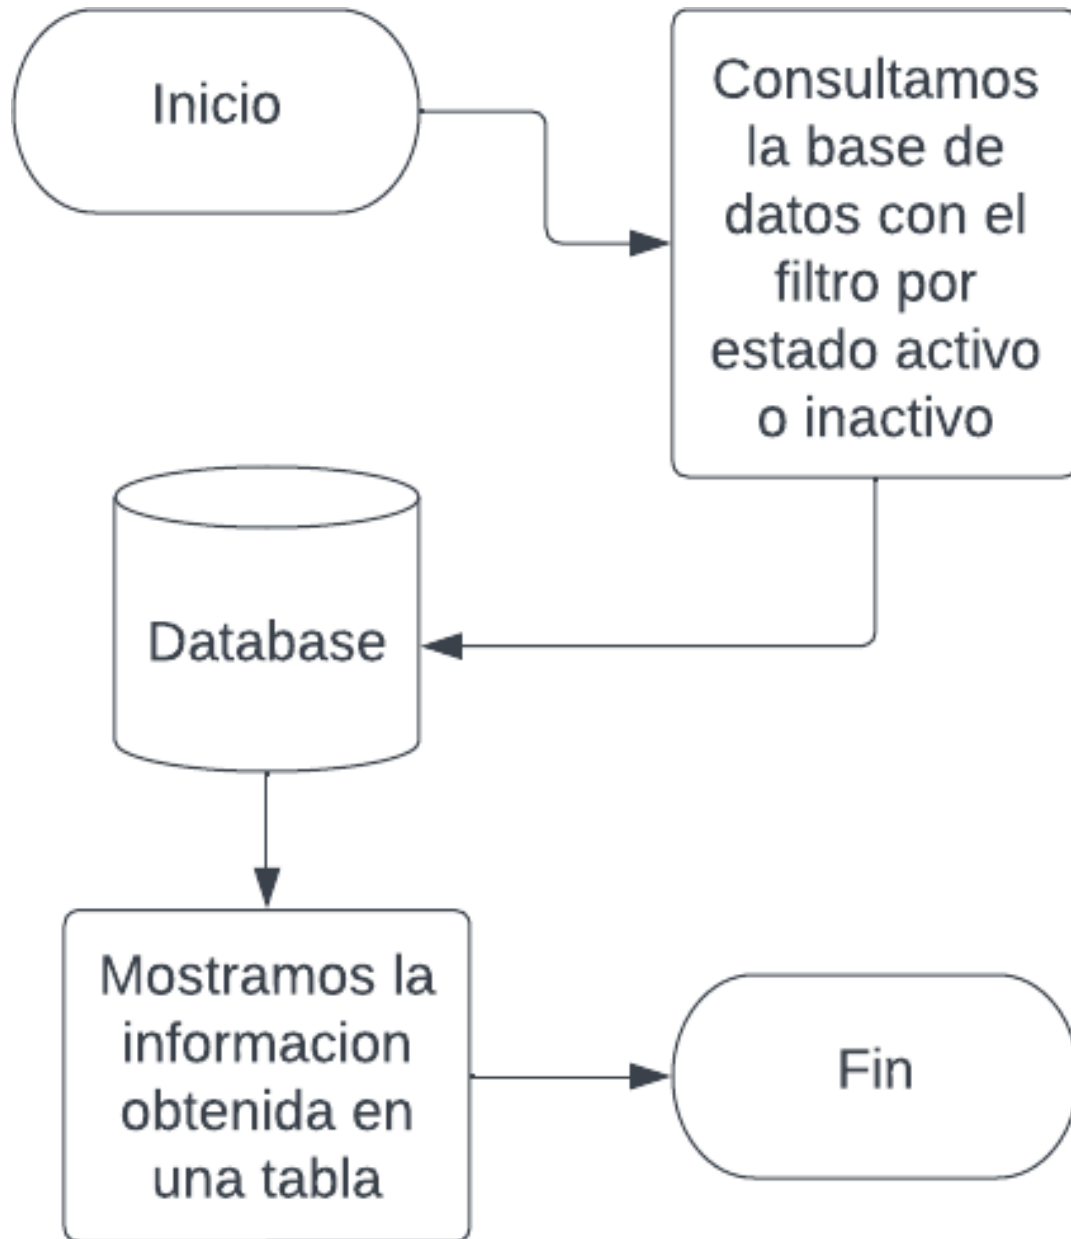 Inicio
Consultamos
la base de
datos con el
filtro por
estado activo
o inactivo
Database
Mostramos la
informacion
obtenida en
una tabla
Fin